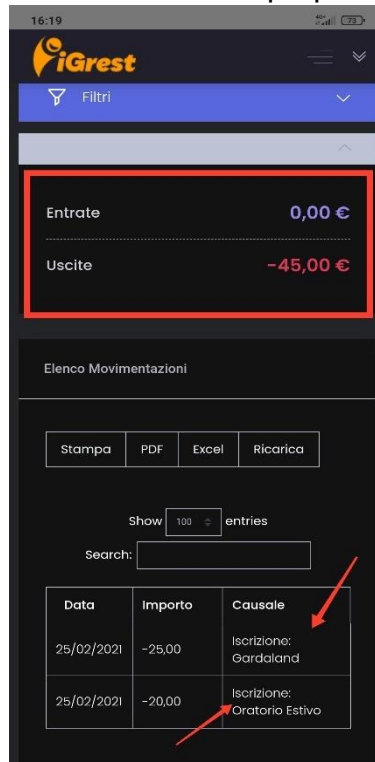 16:19
4G+
73
iGrest
Filtri
Entrate 0,00 €
Uscite -45,00 €
Elenco Movimentazioni
Stampa PDF Excel Ricarica
Show 100 entries
Search:
Data Importo Causale
25/02/2021 -25,00 Iscrizione:
Gardaland
25/02/2021 -20,00 Iscrizione:
Oratorio Estivo